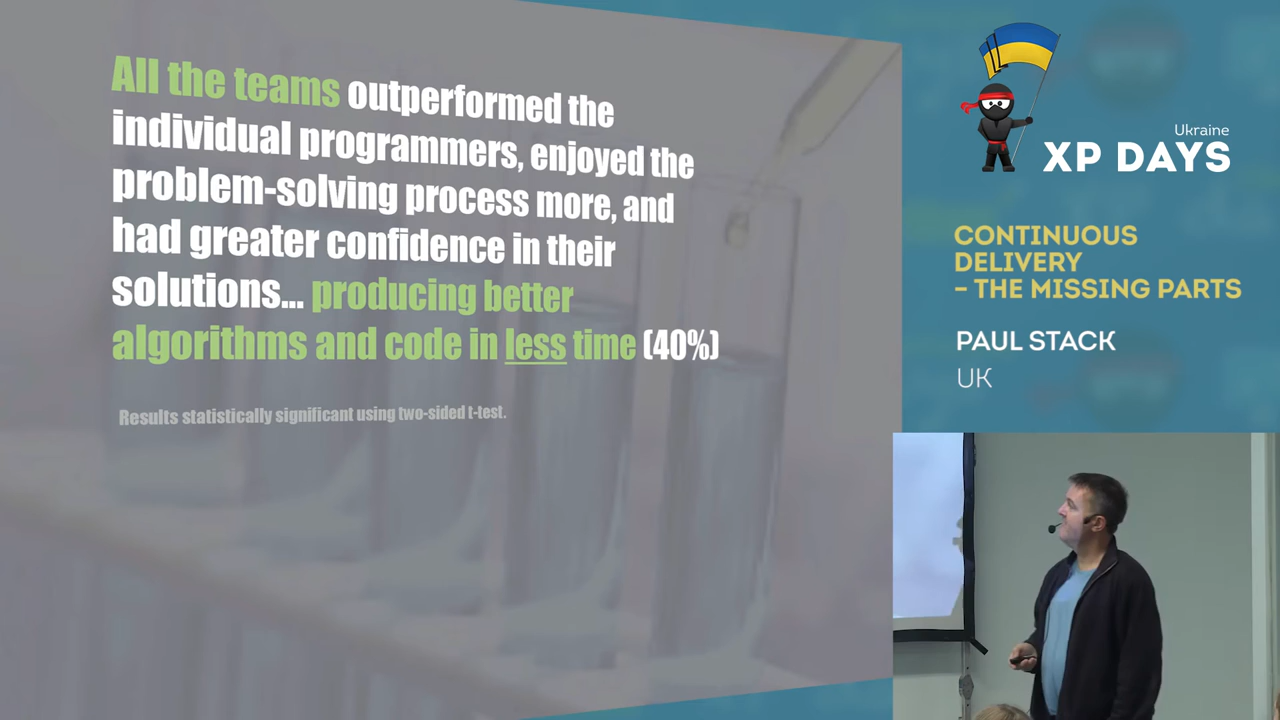 All the teams outperformed the
individual programmers, enjoyed the
problem-solving process more, and
had greater confidence in their
solutions... producing better
algorithms and code in less time (40%)
Results statistically significant using two-sided t-test.
Ukraine
XP DAYS
CONTINUOUS
DELIVERY
– THE MISSING PARTS
PAUL STACK
UK